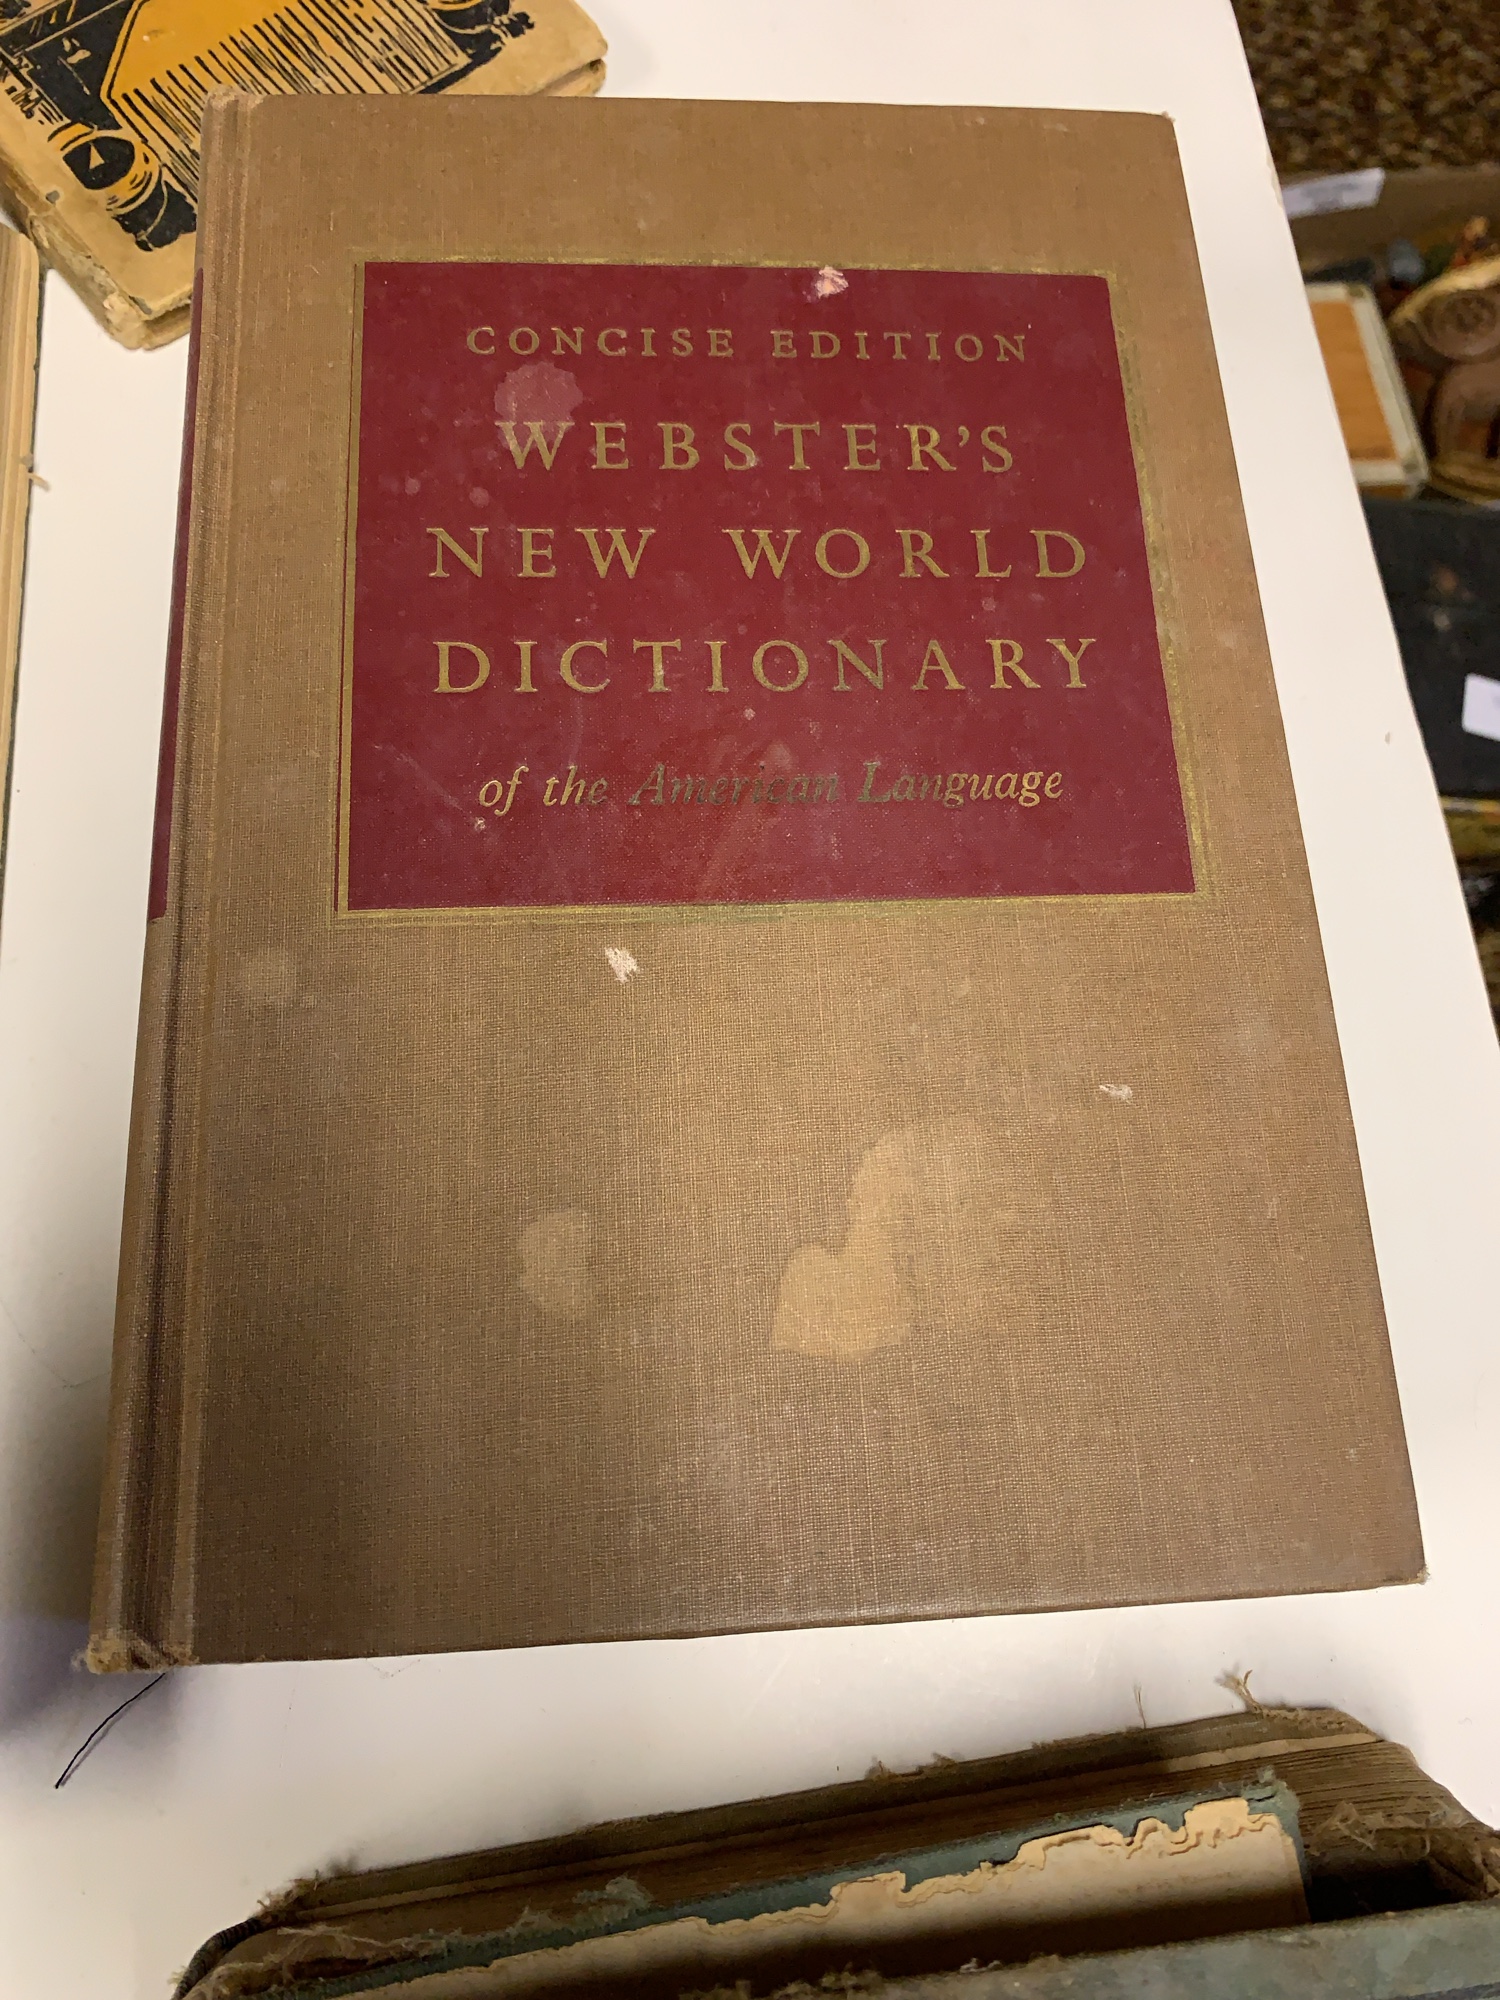 CONCISE EDITION
WEBSTER'S
NEW WORLD
DICTIONARY
of the American Language